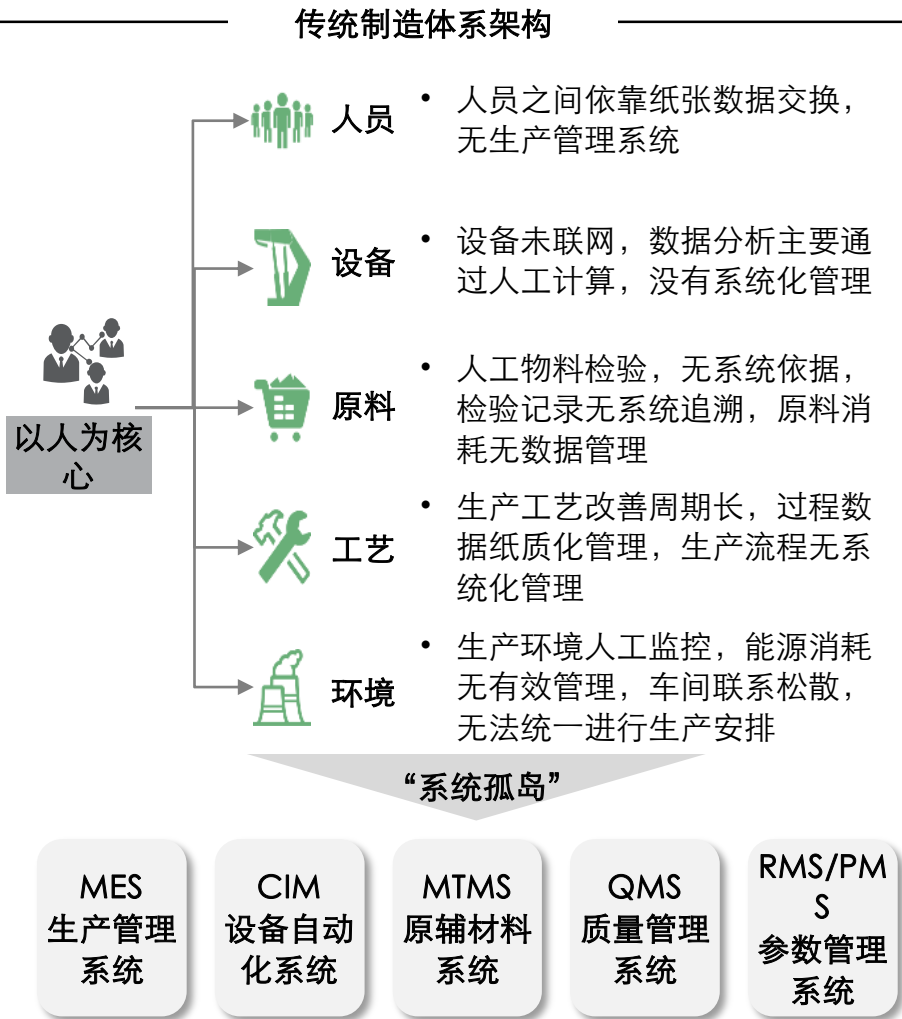 传统制造体系架构
人员
• 人员之间依靠纸张数据交换，
无生产管理系统
设备
• 设备未联网，数据分析主要通
过人工计算，没有系统化管理
以人为核
心
原料
• 人工物料检验，无系统依据，
检验记录无系统追溯，原料消
耗无数据管理
工艺
• 生产工艺改善周期长，过程数
据纸质化管理，生产流程无系
统化管理
环境
• 生产环境人工监控，能源消耗
无有效管理，车间联系松散，
无法统一进行生产安排
“系统孤岛”
MES
生产管理
系统
CIM
设备自动
化系统
MTMS
原辅材料
系统
QMS
质量管理
系统
RMS/PM
S
参数管理
系统